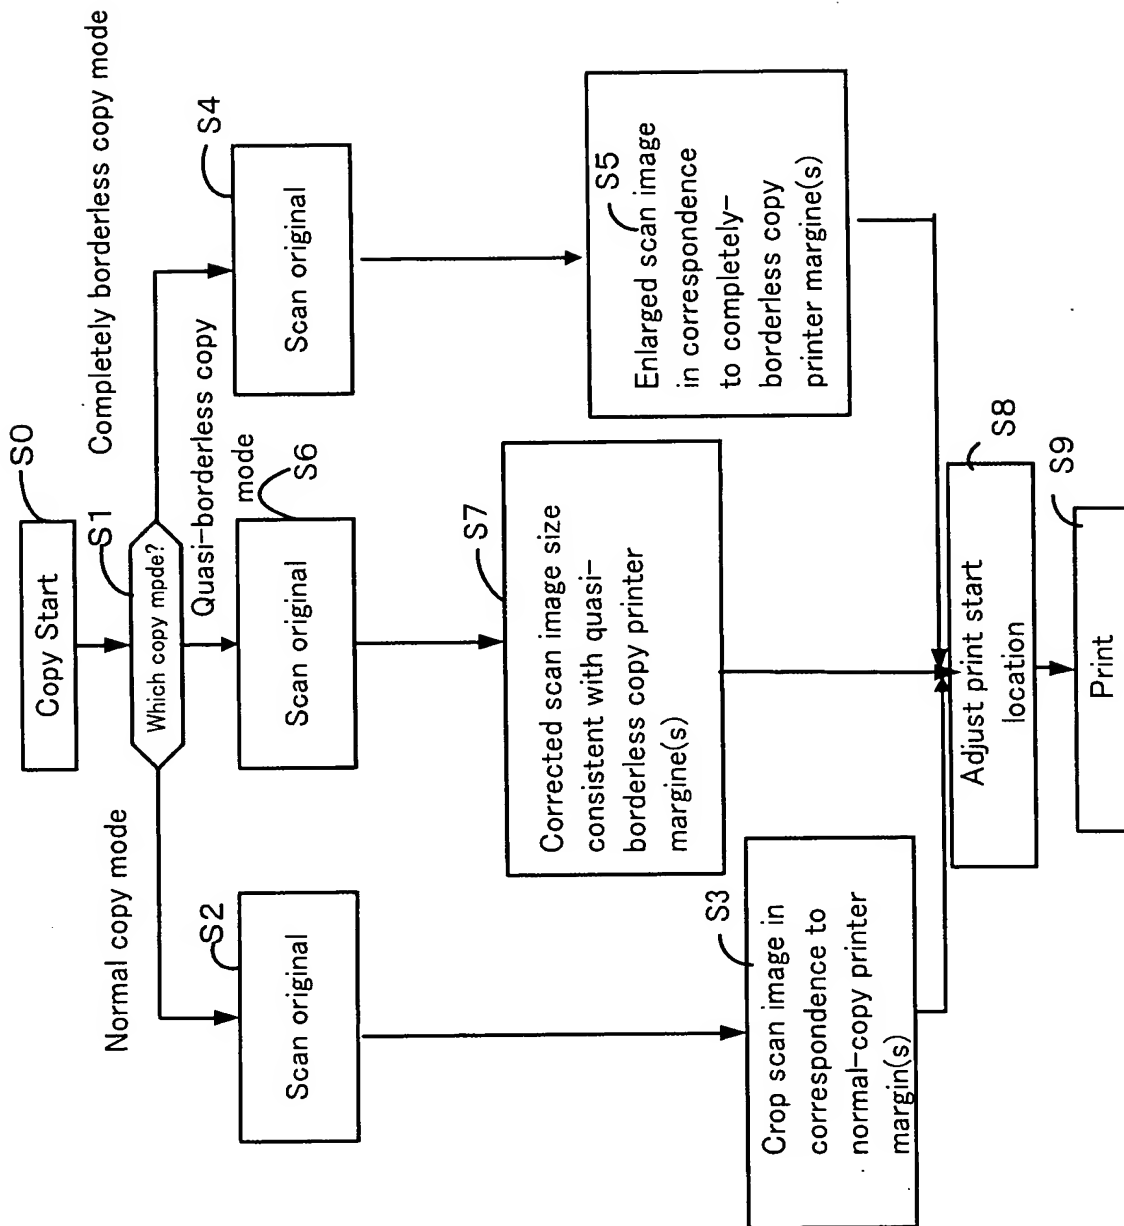 S0
Copy Start
S1
Which copy mpde?
Normal copy mode
Quasi-borderless copy
mode
Completely borderless copy mode
S2
Scan original
S6
Scan original
S4
Scan original
S3
Crop scan image in
correspondence to
normal-copy printer
margin(s)
S7
Corrected scan image size
consistent with quasi-
borderless copy printer
margine(s)
S5
Enlarged scan image
in correspondence
to completely-
borderless copy
printer margine(s)
S8
Adjust print start
location
S9
Print